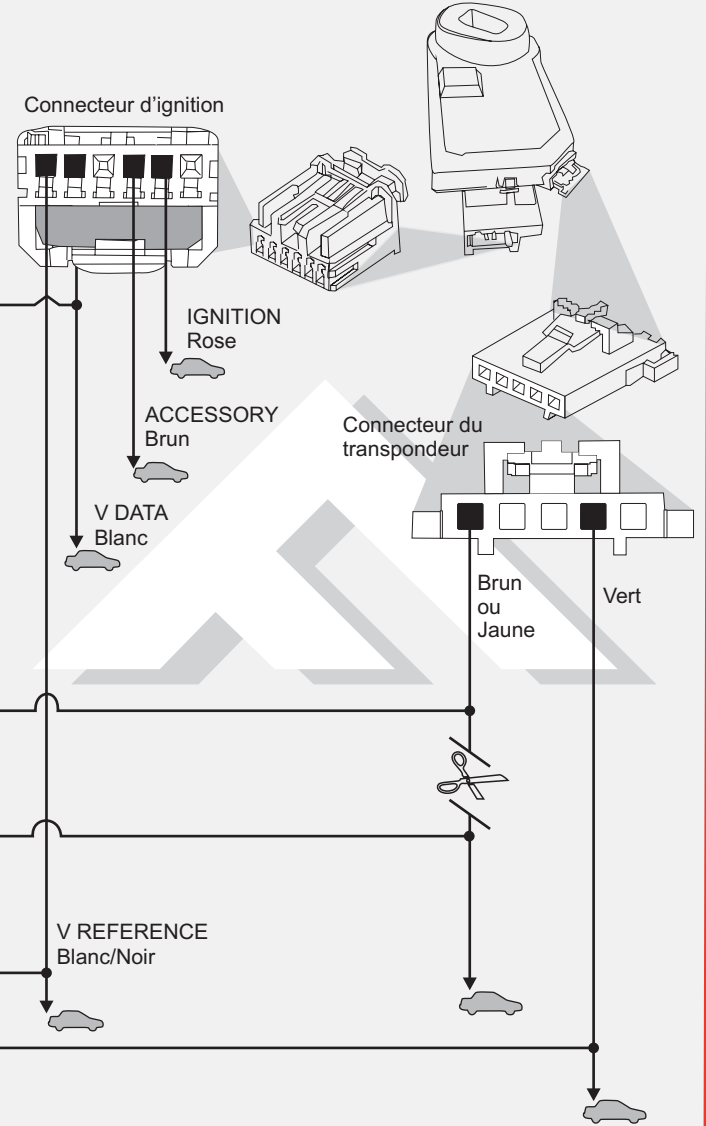 Connecteur d'ignition
IGNITION
Rose
ACCESSORY
Brun
Connecteur du
transpondeur
V DATA
Blanc
Brun
ou
Jaune
Vert
V REFERENCE
Blanc/Noir